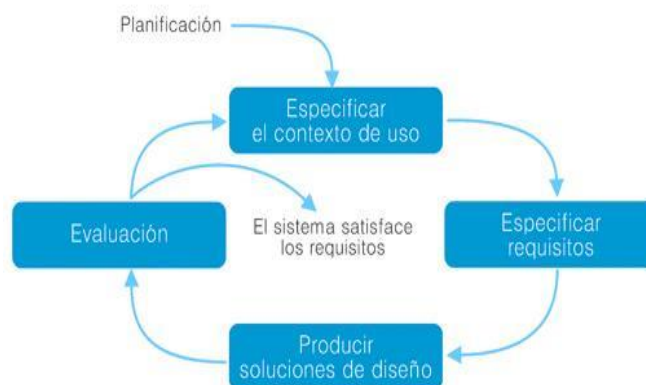 Planificación
Especificar
el contexto de uso
Evaluación
El sistema satisface
los requisitos
Especificar
requisitos
Producir
soluciones de diseño